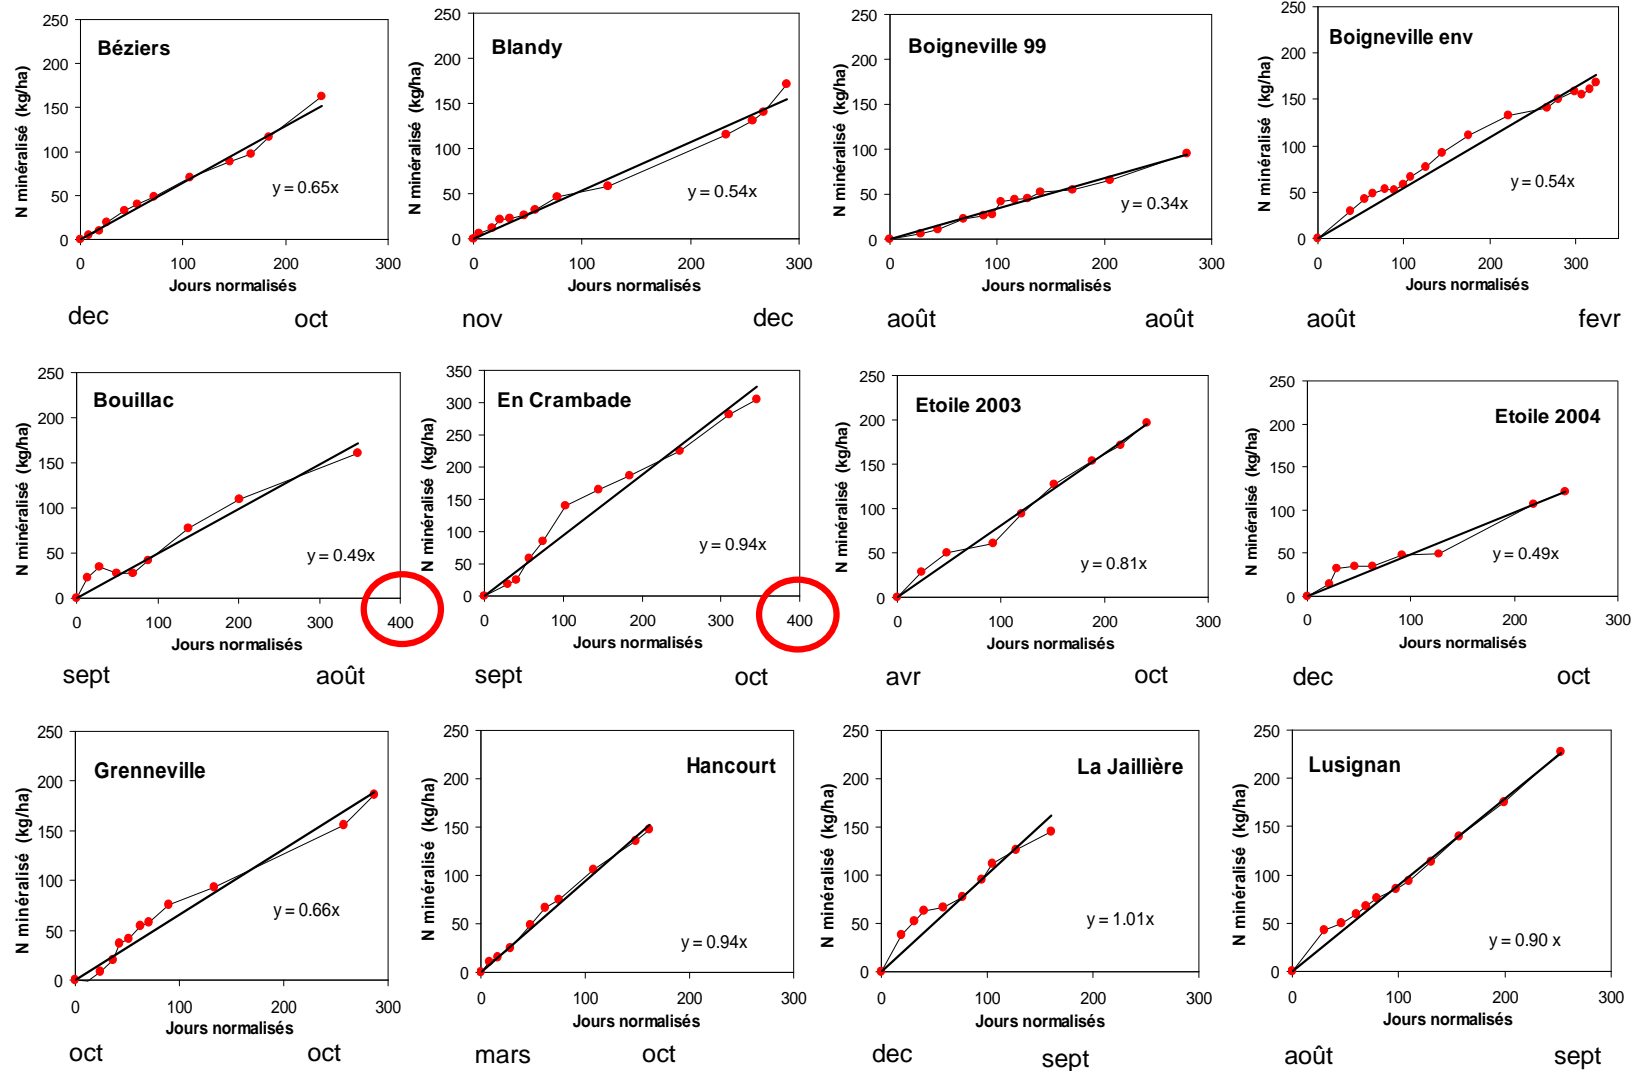 Béziers
N minéralisé (kg/ha)
250
200
150
100
50
0
y = 0.65x
0 100 200 300
Jours normalisés
dec oct
Blandy
N minéralisé (kg/ha)
250
200
150
100
50
0
y = 0.54x
0 100 200 300
Jours normalisés
nov dec
Boigneville 99
N minéralisé (kg/ha)
250
200
150
100
50
0
y = 0.34x
0 100 200 300
Jours normalisés
août août
Boigneville env
N minéralisé (kg/ha)
250
200
150
100
50
0
y = 0.54x
0 100 200 300
Jours normalisés
août fevr
Bouillac
N minéralisé (kg/ha)
250
200
150
100
50
0
y = 0.49x
0 100 200 300 400
Jours normalisés
sept août
En Crambade
N minéralisé (kg/ha)
350
300
250
200
150
100
50
0
y = 0.94x
0 100 200 300 400
Jours normalisés
sept oct
Etoile 2003
N minéralisé (kg/ha)
250
200
150
100
50
0
y = 0.81x
0 100 200 300
Jours normalisés
avr oct
Etoile 2004
N minéralisé (kg/ha)
250
200
150
100
50
0
y = 0.49x
0 100 200 300
Jours normalisés
dec oct
Grenneville
N minéralisé (kg/ha)
250
200
150
100
50
0
y = 0.66x
0 100 200 300
Jours normalisés
oct oct
Hancourt
N minéralisé (kg/ha)
250
200
150
100
50
0
y = 0.94x
0 100 200 300
Jours normalisés
mars oct
La Jaillière
N minéralisé (kg/ha)
250
200
150
100
50
0
y = 1.01x
0 100 200 300
Jours normalisés
dec sept
Lusignan
N minéralisé (kg/ha)
250
200
150
100
50
0
y = 0.90 x
0 100 200 300
Jours normalisés
août sept